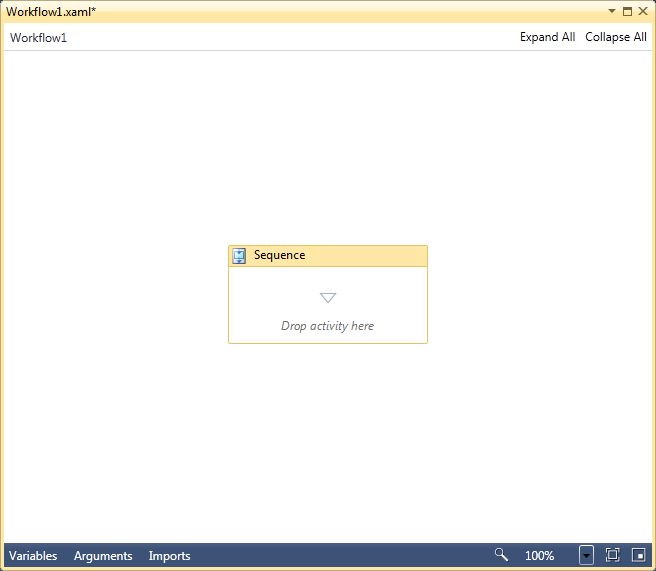 Workflow1.xaml*
Workflow1 Expand All Collapse All
Sequence
Drop activity here
Variables Arguments Imports 100%